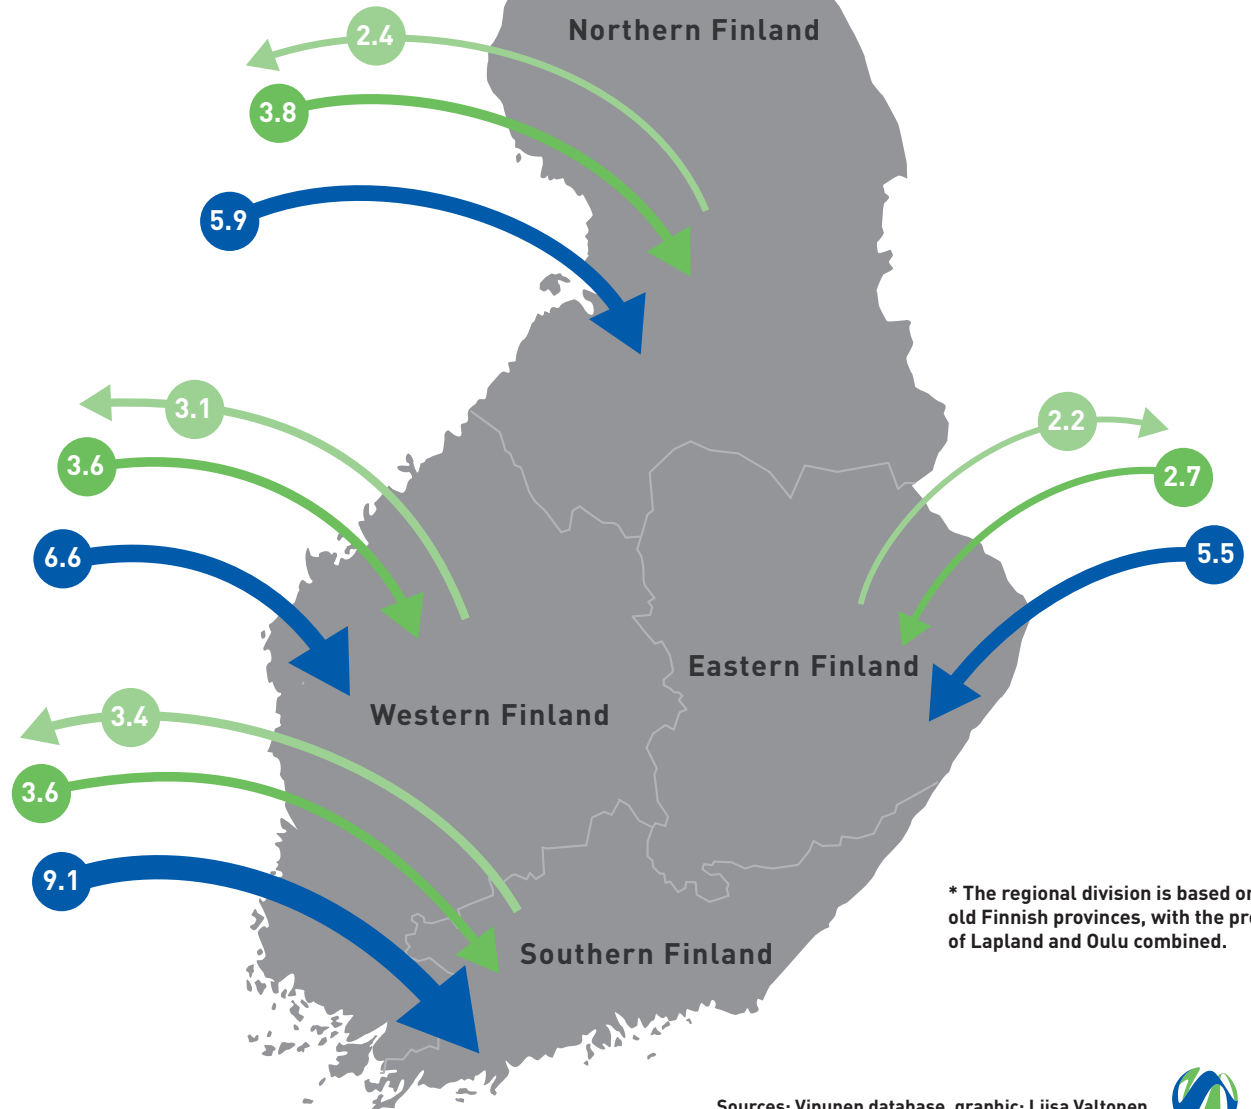 Northern Finland
2.4
3.8
5.9
3.1
3.6
6.6
2.2
2.7
5.5
Eastern Finland
Western Finland
3.4
3.6
9.1
* The regional division is based on
old Finnish provinces, with the
of Lapland and Oulu combined.
Southern Finland
Sources: Vipunen database, graphic: Liisa Valtonen